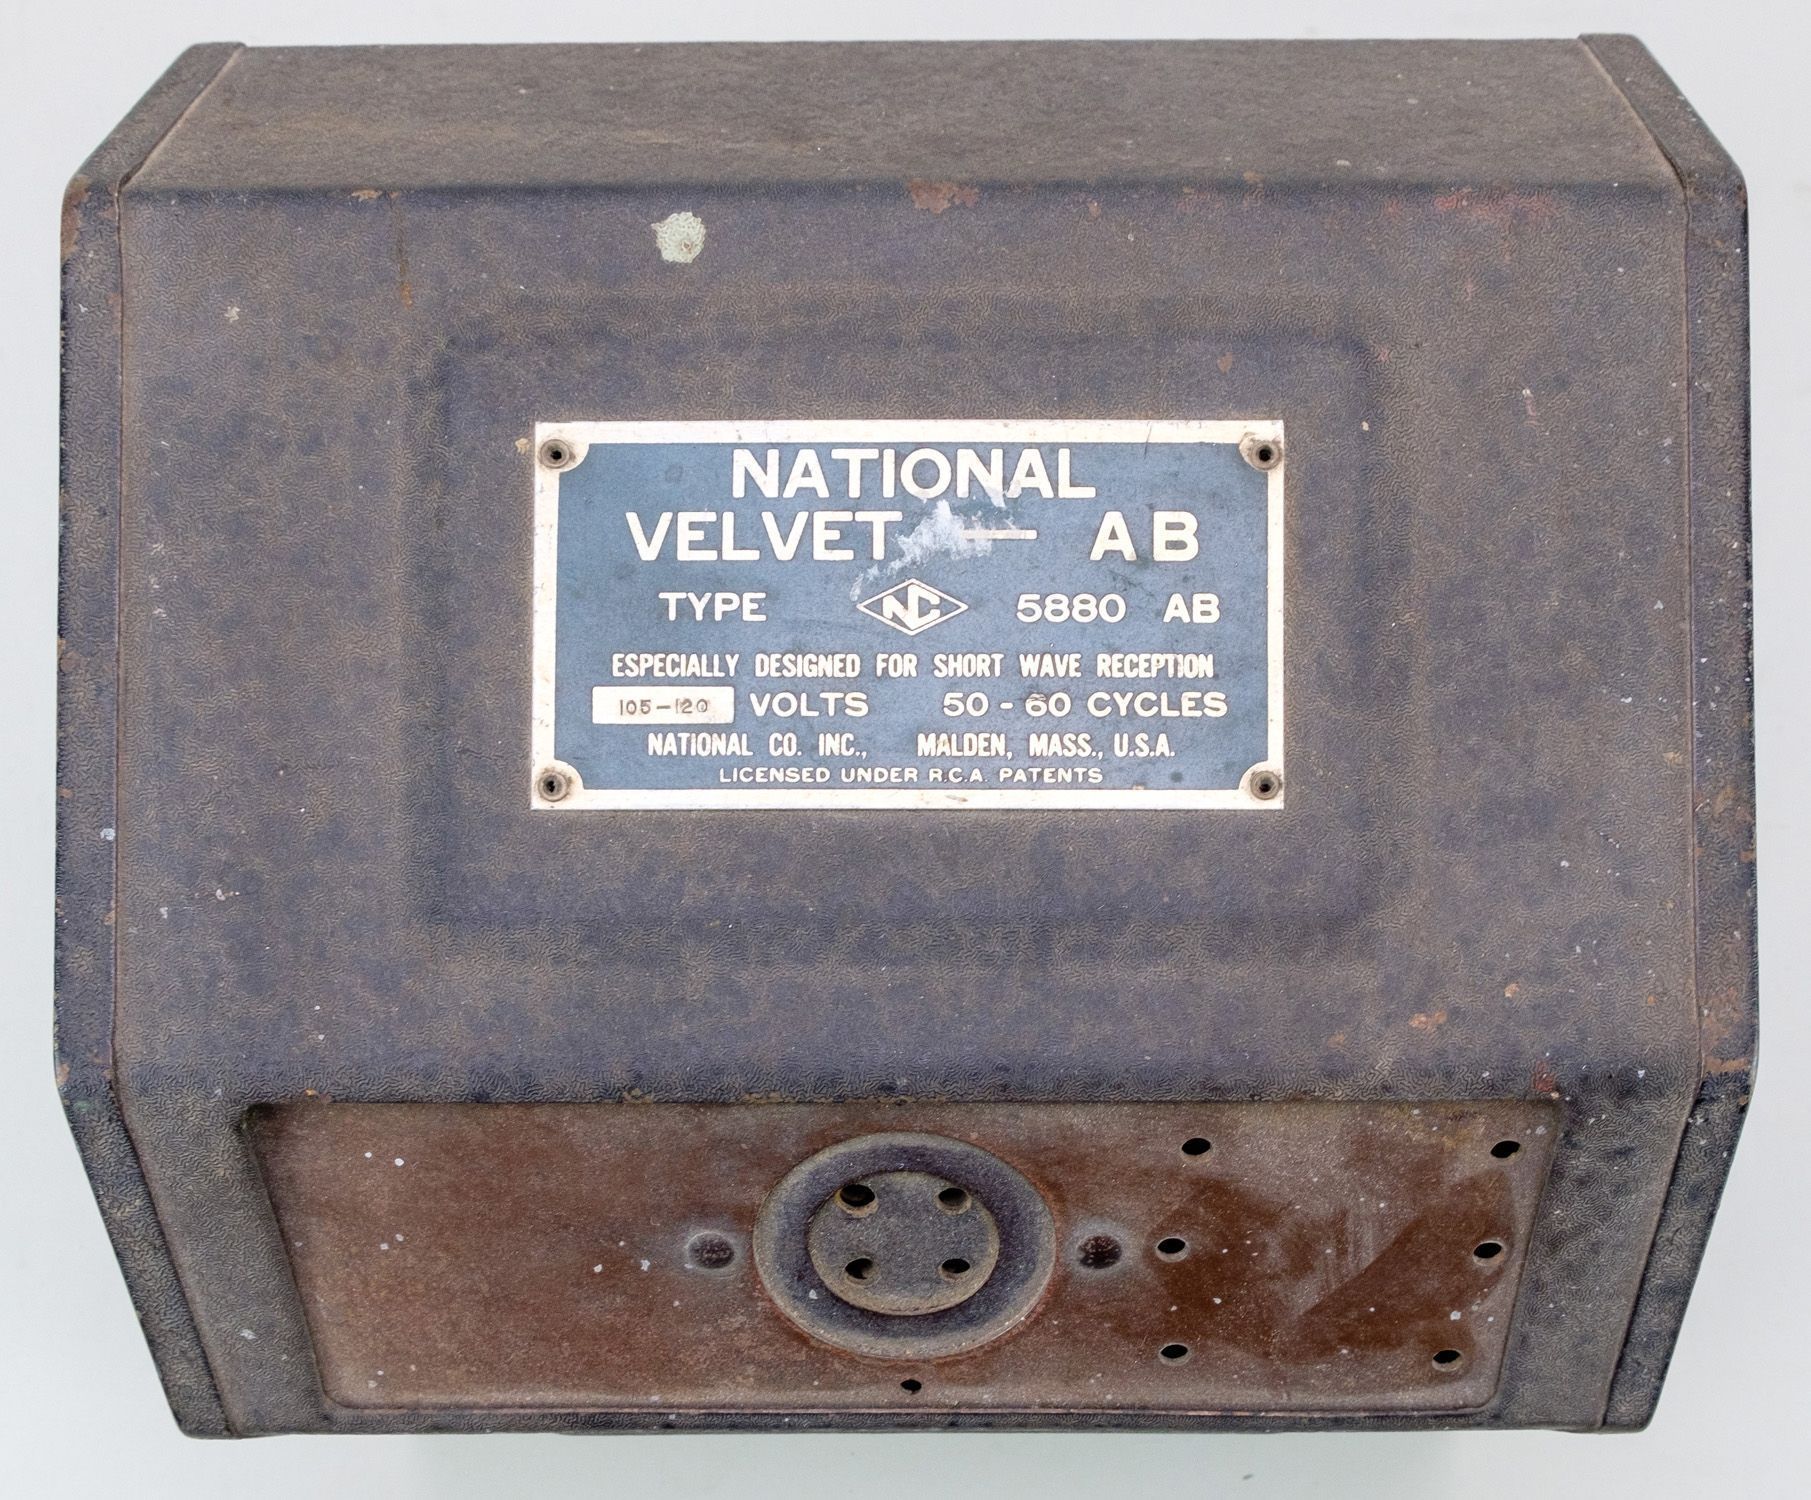 NATIONAL
VELVET — AB
TYPE NC 5880 AB
ESPECIALLY DESIGNED FOR SHORT WAVE RECEPTION
105-120 VOLTS 50 - 60 CYCLES
NATIONAL CO. INC., MALDEN, MASS., U.S.A.
LICENSED UNDER R.C.A. PATENTS